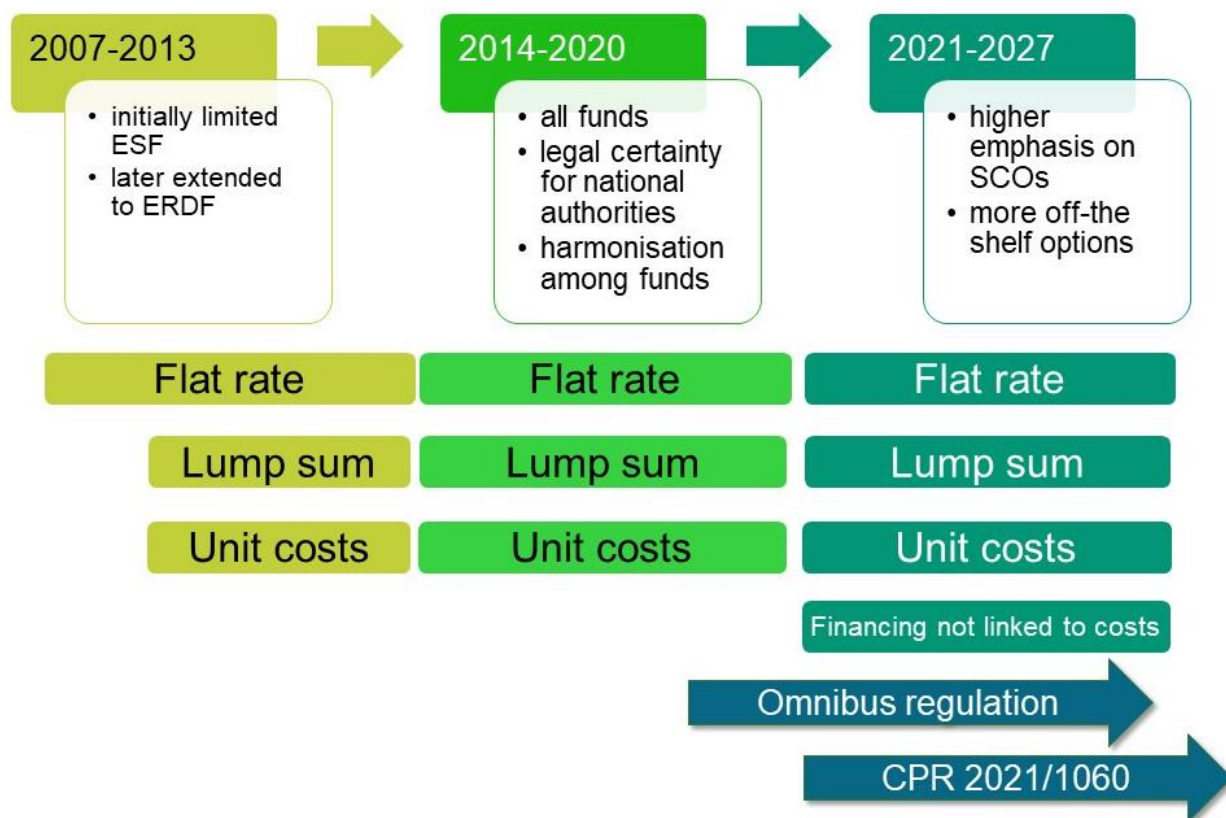 2007-2013
• initially limited
ESF
• later extended
to ERDF
2014-2020
• all funds
• legal certainty
for national
authorities
• harmonisation
among funds
2021-2027
• higher
emphasis on
SCOs
• more off-the
shelf options
Flat rate
Flat rate
Flat rate
Lump sum
Lump sum
Lump sum
Unit costs
Unit costs
Unit costs
Financing not linked to costs
Omnibus regulation
CPR 2021/1060